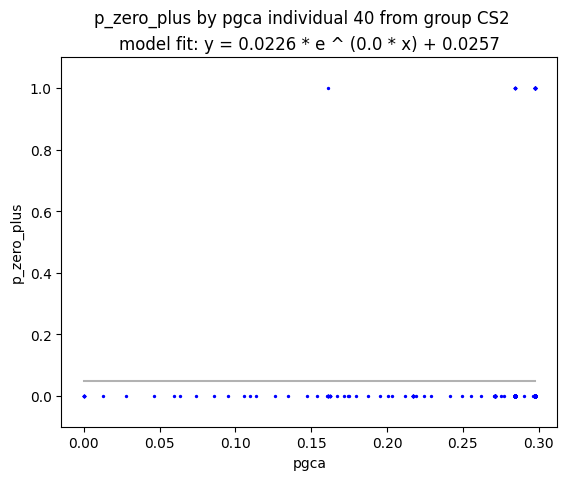 p_zero_plus by pgca individual 40 from group CS2
model fit: y = 0.0226 * e ^ (0.0 * x) + 0.0257
1.0
0.8
0.6
0.4
0.2
0.0
p_zero_plus
0.00 0.05 0.10 0.15 0.20 0.25 0.30
pgca